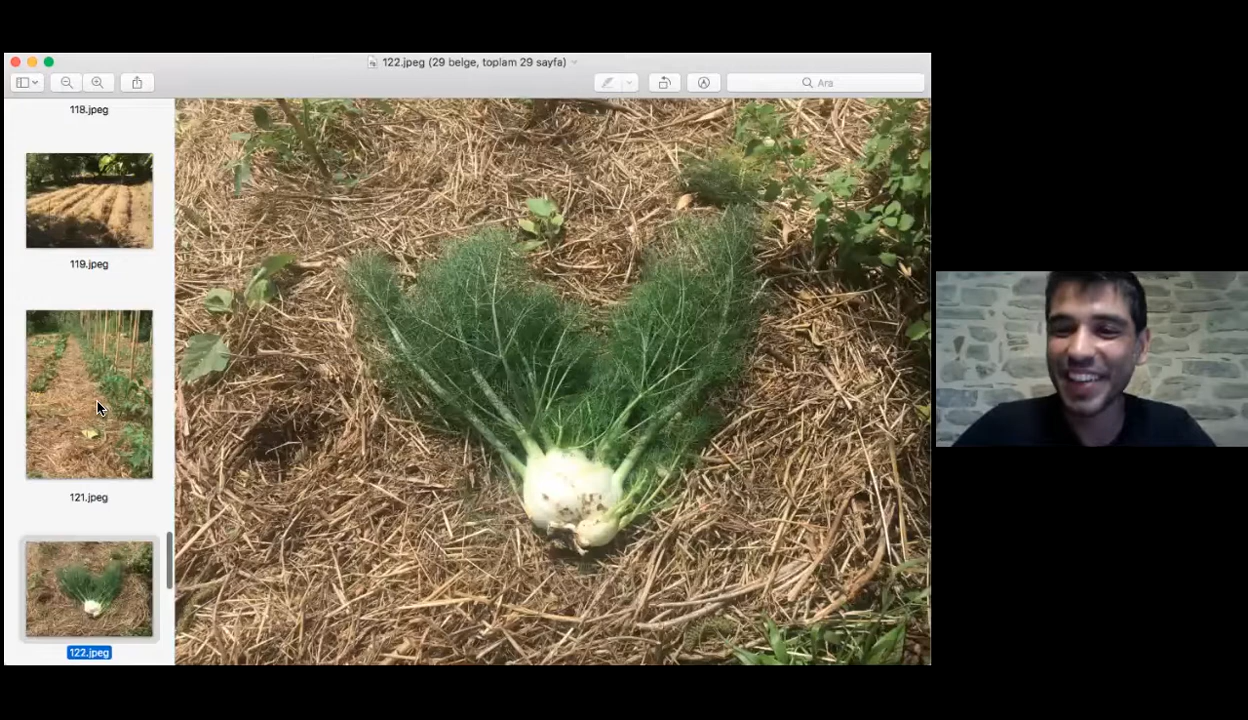 122.jpeg (29 belge, toplam 29 sayfa)
Ara
118.jpeg
119.jpeg
121.jpeg
122.jpeg